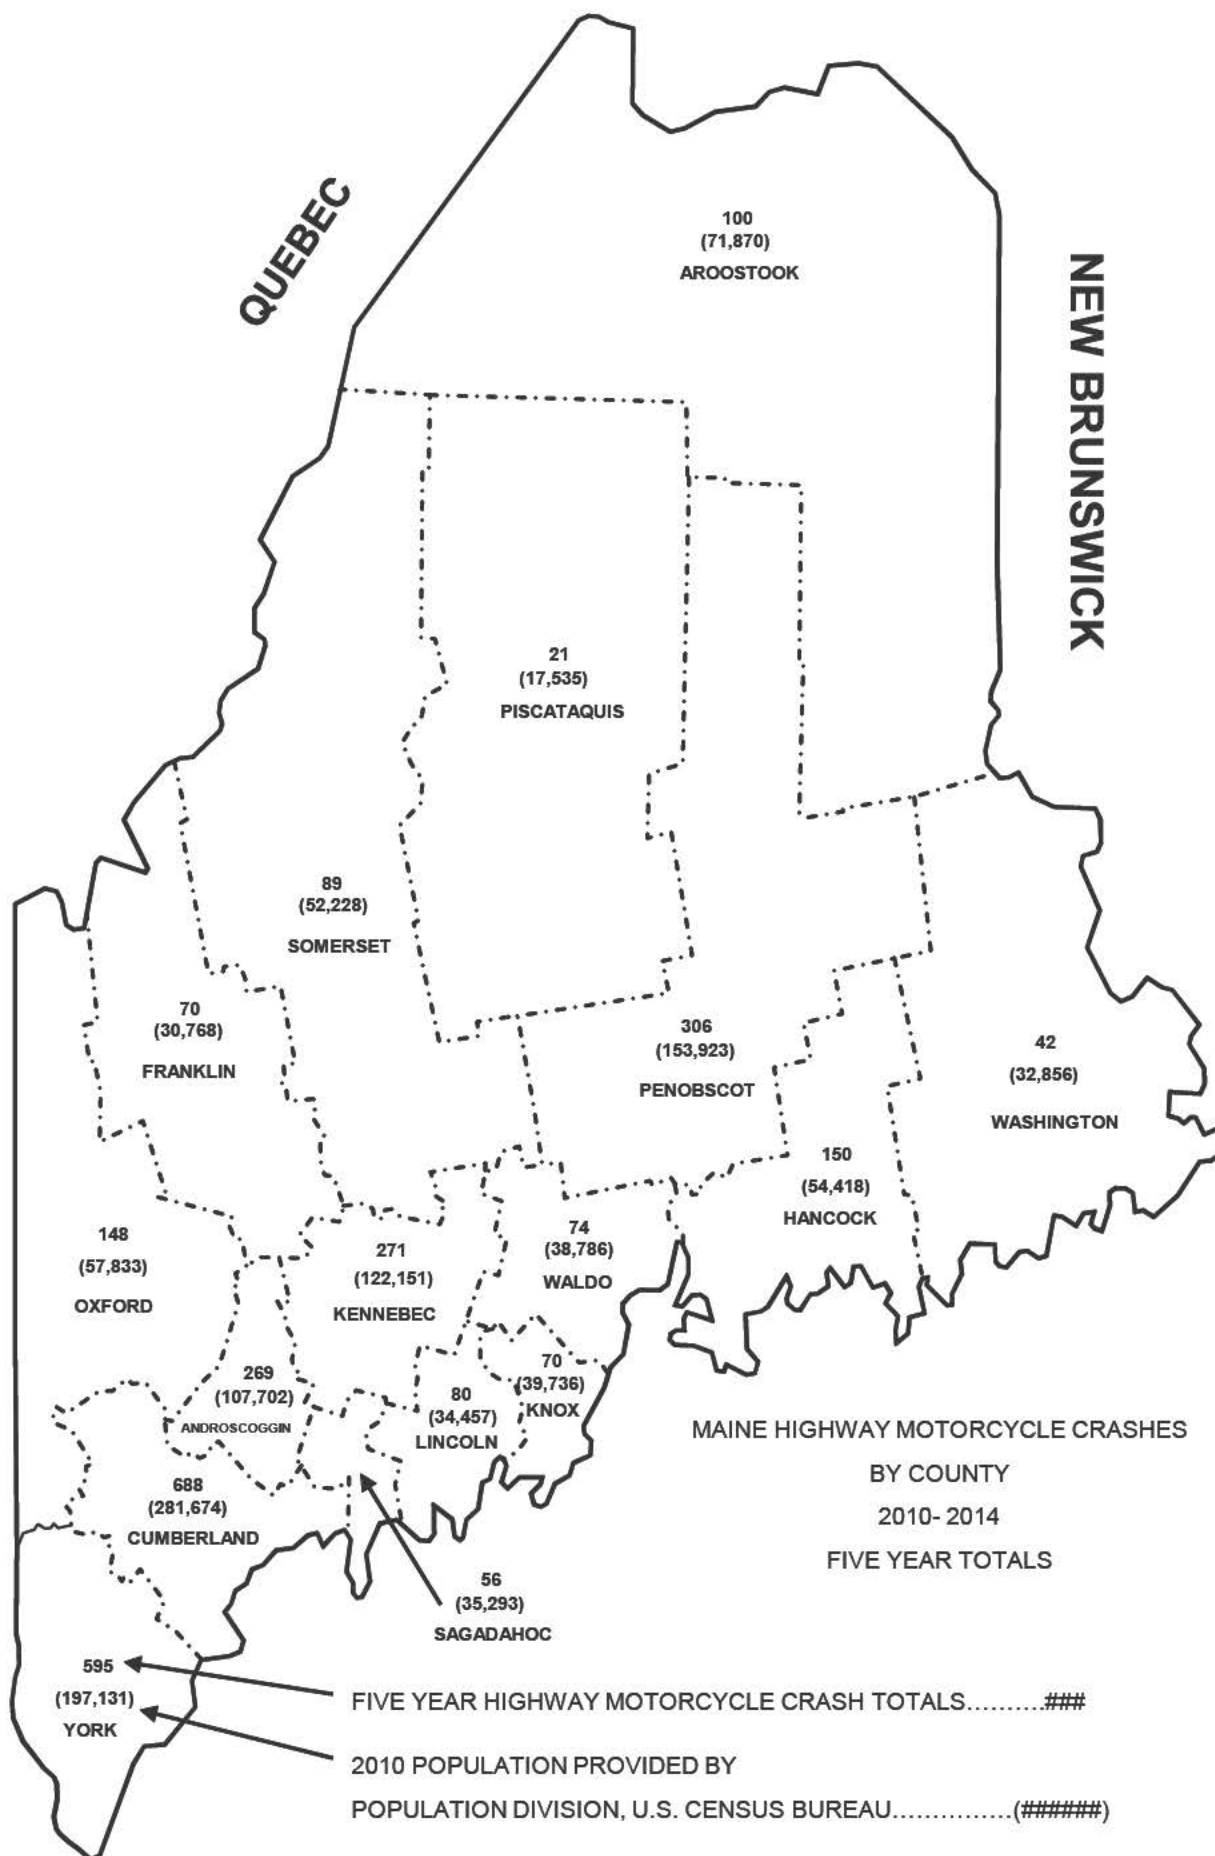 QUEBEC
NEW BRUNSWICK
100
(71,870)
AROOSTOOK
21
(17,535)
PISCATAQUIS
89
(52,228)
SOMERSET
70
(30,768)
FRANKLIN
306
(153,923)
PENOBSCOT
42
(32,856)
WASHINGTON
150
(54,418)
HANCOCK
148
(57,833)
OXFORD
271
(122,151)
KENNEBEC
74
(38,786)
WALDO
269
(107,702)
ANDROSCOGGIN
80
(34,457)
LINCOLN
70
(39,736)
KNOX
688
(281,674)
CUMBERLAND
56
(35,293)
SAGADAHOC
595
(197,131)
YORK
MAINE HIGHWAY MOTORCYCLE CRASHES
BY COUNTY
2010- 2014
FIVE YEAR TOTALS
FIVE YEAR HIGHWAY MOTORCYCLE CRASH TOTALS..........###
2010 POPULATION PROVIDED BY
POPULATION DIVISION, U.S. CENSUS BUREAU...............(######)